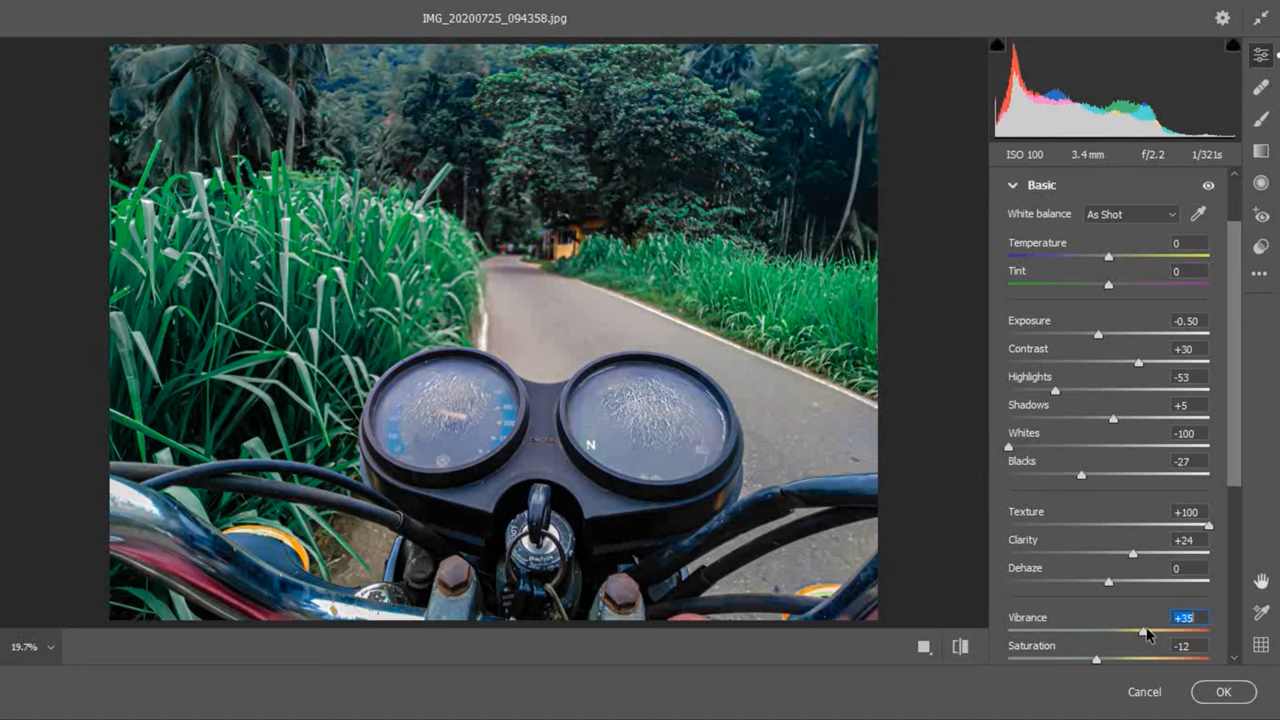 IMG_20200725_094358.jpg
ISO 100 3.4 mm f/2.2 1/321s
Basic
White balance As Shot
Temperature 0
Tint 0
Exposure -0.50
Contrast +30
Highlights -53
Shadows +5
Whites -100
Blacks -27
Texture +100
Clarity +24
Dehaze 0
Vibrance +35
Saturation -12
N
19.7%
Cancel OK